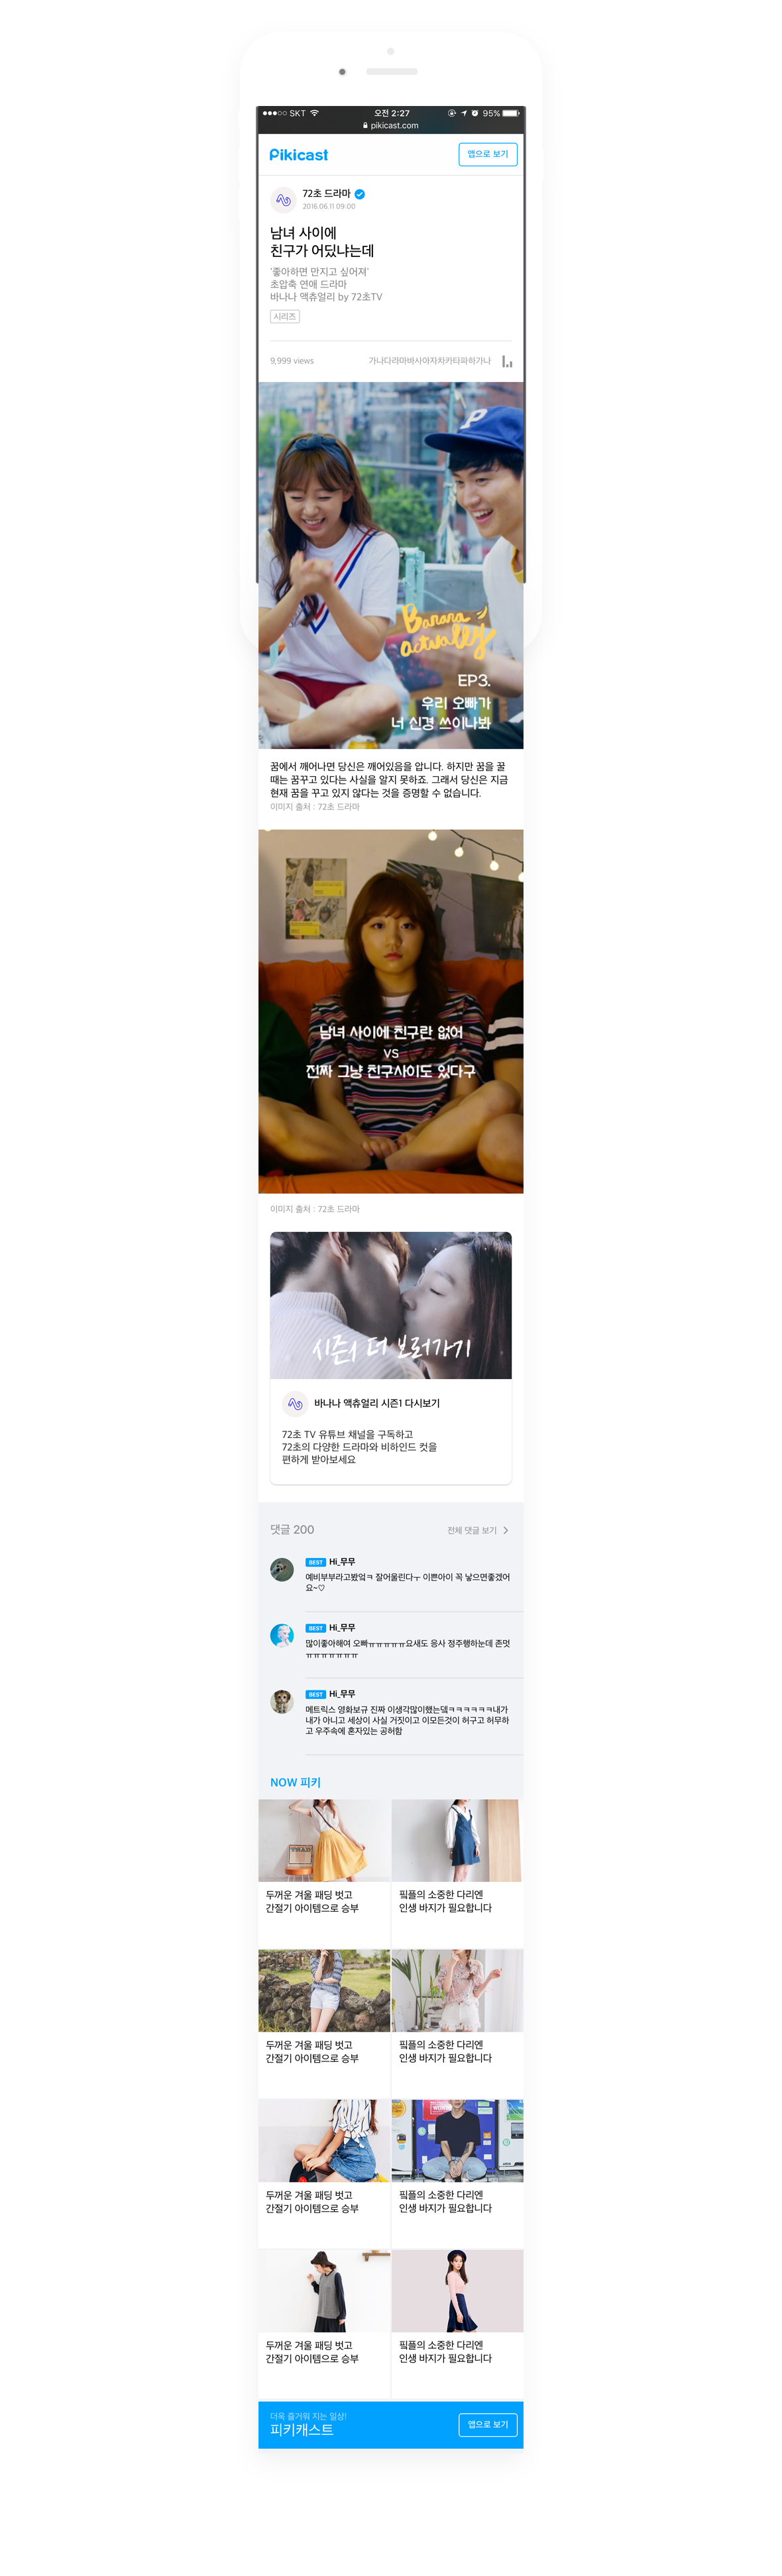 SKT
오전 2:27
95%
pikicast.com
Pikicast
앱으로 보기
72초 드라마
2016.06.11 09:00
남녀 사이에
친구가 어딨냐는데
'좋아하면 만지고 싶어져'
초압축 연애 드라마
바나나 액츄얼리 by 72초TV
시리즈
9,999 views
가나다라마바사아자차카타파하가나
P
Banana
actually
EP3.
우리 오빠가
너 신경 쓰이나봐
꿈에서 깨어나면 당신은 깨어있음을 압니다. 하지만 꿈을 꿀
때는 꿈꾸고 있다는 사실을 알지 못하죠. 그래서 당신은 지금
현재 꿈을 꾸고 있지 않다는 것을 증명할 수 없습니다.
이미지 출처 : 72초 드라마
남녀 사이에 친구란 없어
VS
진짜 그냥 친구사이도 있다구
이미지 출처 : 72초 드라마
시즌1 더 보러가기
바나나 액츄얼리 시즌1 다시보기
72초 TV 유튜브 채널을 구독하고
72초의 다양한 드라마와 비하인드 컷을
편하게 받아보세요
댓글 200
전체 댓글 보기
BEST Hi_무무
예비부부라고봤엌ㅋ 잘어울린다ㅜ 이쁜아이 꼭 낳으면좋겠어
요~♡
BEST Hi_무무
많이좋아해여 오빠ㅠㅠㅠㅠㅠ요새도 응사 정주행하눈데 존멋
ㅠㅠㅠㅠㅠㅠㅠ
BEST Hi_무무
메트릭스 영화보규 진짜 이생각많이했는뎈ㅋㅋㅋㅋㅋ내가
내가 아니고 세상이 사실 거짓이고 이모든것이 허구고 허무하
고 우주속에 혼자있는 공허함
NOW 피키
두꺼운 겨울 패딩 벗고
간절기 아이템으로 승부
핔플의 소중한 다리엔
인생 바지가 필요합니다
두꺼운 겨울 패딩 벗고
간절기 아이템으로 승부
핔플의 소중한 다리엔
인생 바지가 필요합니다
두꺼운 겨울 패딩 벗고
간절기 아이템으로 승부
핔플의 소중한 다리엔
인생 바지가 필요합니다
두꺼운 겨울 패딩 벗고
간절기 아이템으로 승부
핔플의 소중한 다리엔
인생 바지가 필요합니다
더욱 즐거워 지는 일상!
피키캐스트
앱으로 보기